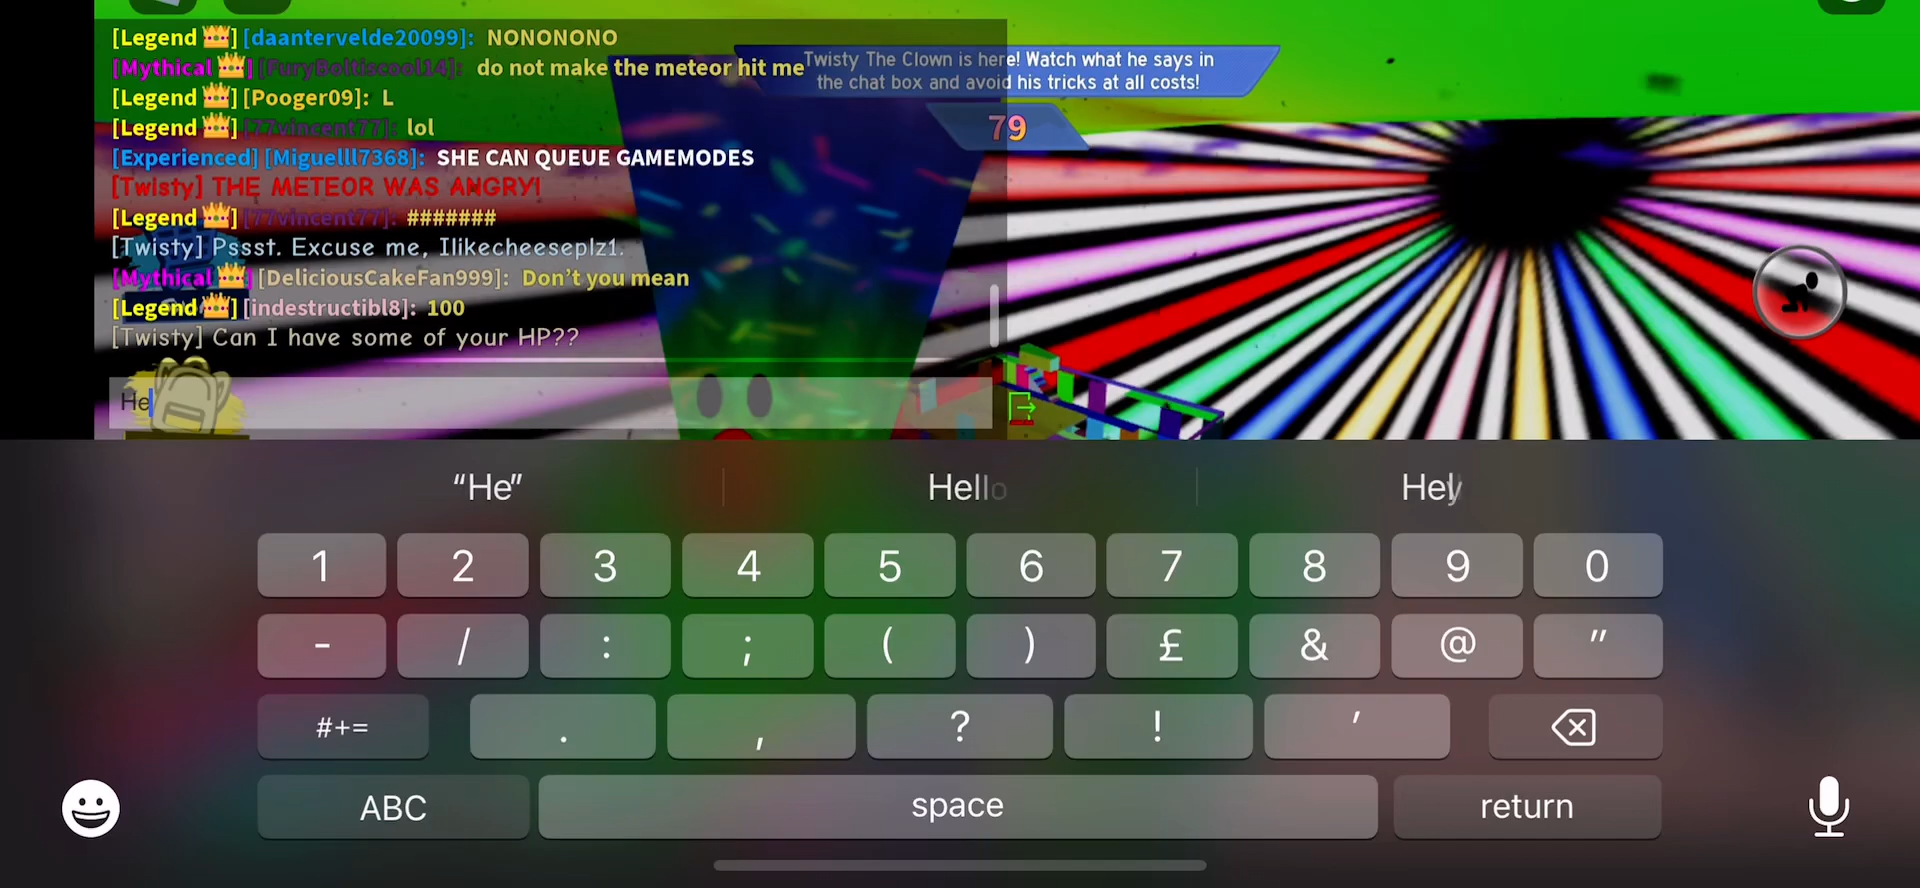 [Legend 👑] [daantervelde20099]: NONONONO
[Mythical 👑] [FuryBoltiscool14]: do not make the meteor hit me
[Legend 👑] [Pooger09]: L
[Legend 👑] [77vincent77]: lol
[Experienced] [Miguelll7368]: SHE CAN QUEUE GAMEMODES
[Twisty] THE METEOR WAS ANGRY!
[Legend 👑] [77vincent77]: #######
[Twisty] Pssst. Excuse me, Ilikecheeseplz1.
[Mythical 👑] [DeliciousCakeFan999]: Don't you mean
[Legend 👑] [indestructibl8]: 100
[Twisty] Can I have some of your HP??
Twisty The Clown is here! Watch what he says in
the chat box and avoid his tricks at all costs!
79
He
“He” Hello Hey
1 2 3 4 5 6 7 8 9 0
- / : ; ( ) £ & @ "
#+= . , ? ! '
ABC space return